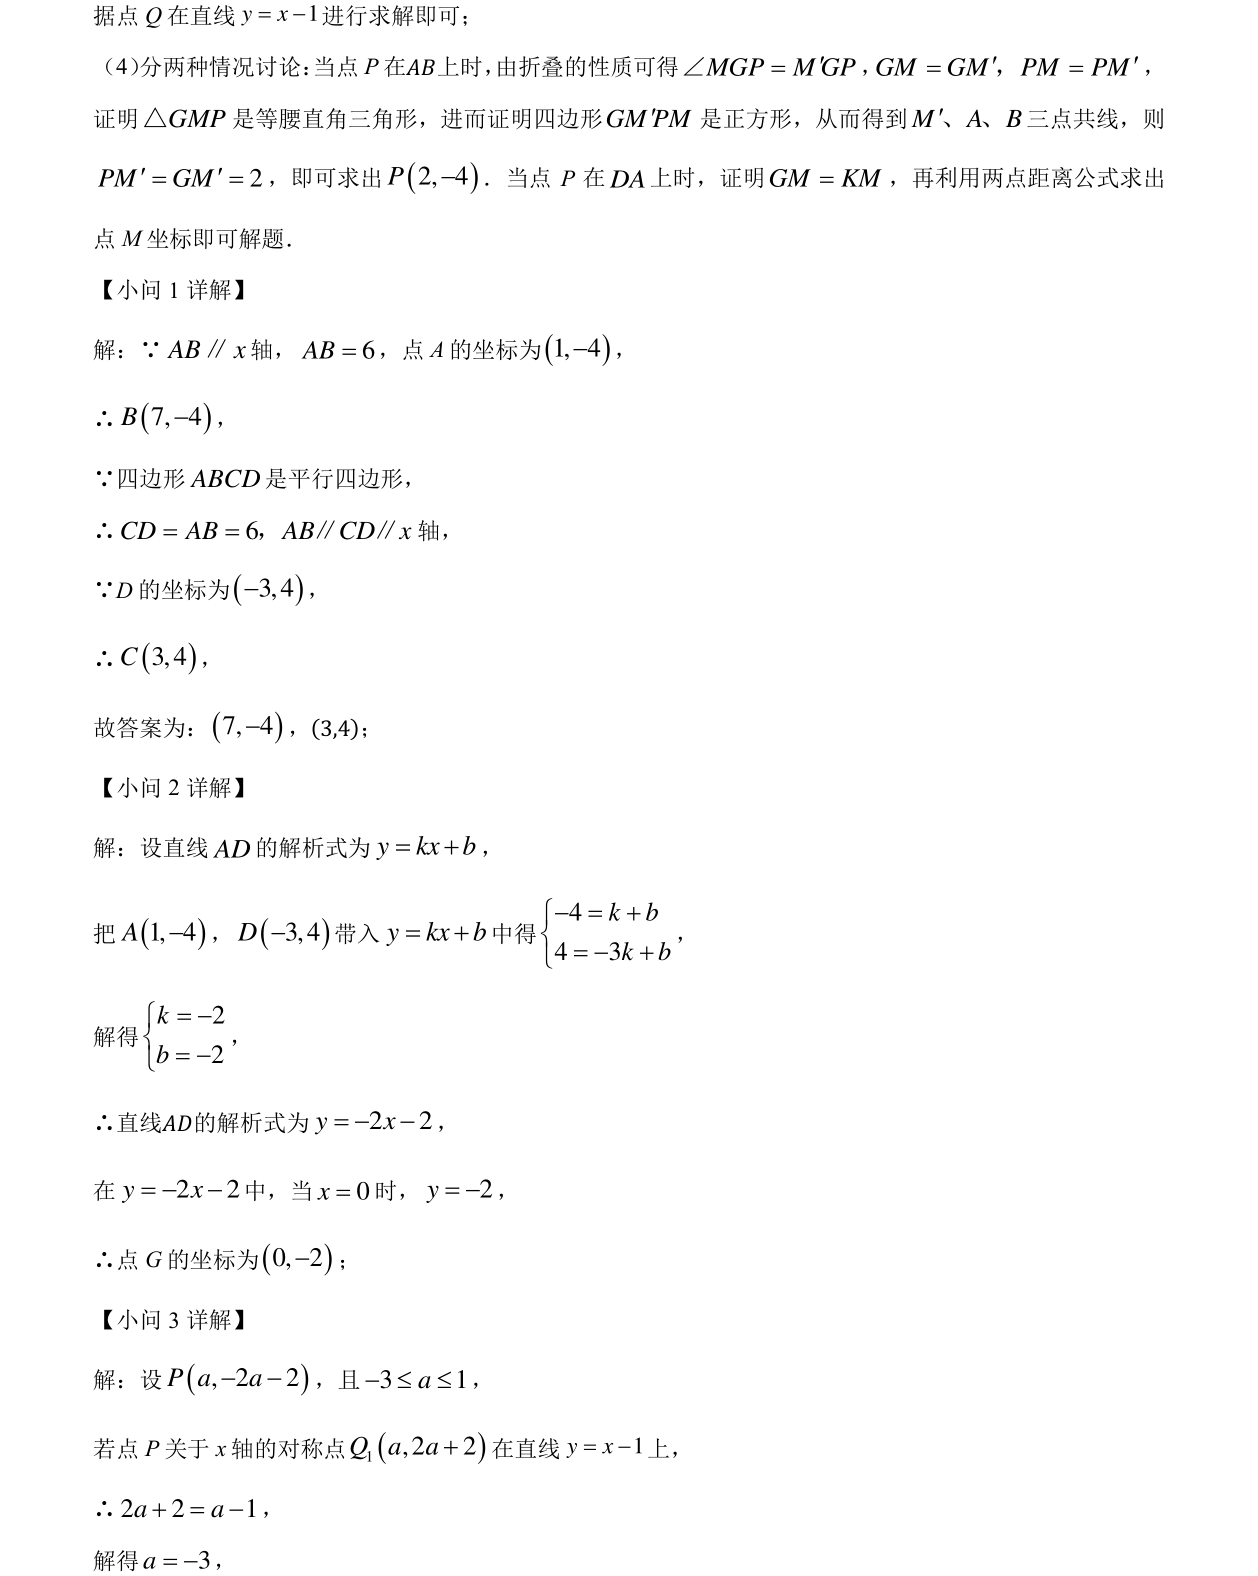 据点 Q 在直线 y = x −1进行求解即可；
（4）分两种情况讨论：当点 P 在AB上时，由折叠的性质可得∠MGP = M′GP，GM = GM′，PM = PM′，
证明△GMP 是等腰直角三角形，进而证明四边形GM′PM 是正方形，从而得到M′、A、B三点共线，则
PM′ = GM′ = 2，即可求出P(2,−4)．当点 P 在DA上时，证明GM = KM，再利用两点距离公式求出
点 M 坐标即可解题．
【小问 1 详解】
解：∵ AB∥x轴，AB = 6，点 A 的坐标为(1,−4)，
∴B(7,−4)，
∵四边形 ABCD 是平行四边形，
∴CD = AB = 6，AB∥CD∥x 轴，
∵D 的坐标为(−3,4)，
∴C(3,4)，
故答案为：(7,−4)，(3,4)；
【小问 2 详解】
解：设直线 AD 的解析式为 y = kx + b，
把 A(1,−4)，D(−3,4)带入 y = kx + b 中得{−4 = k + b
4 = −3k + b，
解得{k = −2
b = −2，
∴直线AD的解析式为 y = −2x − 2，
在 y = −2x − 2中，当x = 0时，y = −2，
∴点 G 的坐标为(0,−2)；
【小问 3 详解】
解：设P(a,−2a − 2)，且−3 ≤ a ≤ 1，
若点 P 关于 x 轴的对称点Q₁(a,2a + 2)在直线 y = x −1上，
∴2a + 2 = a −1，
解得a = −3，